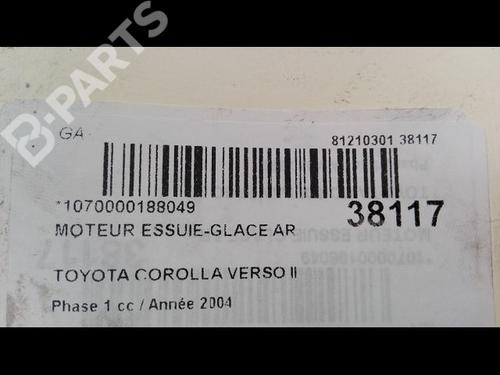 B-PARTS
GA
81210301 38117
*1070000188049
38117
MOTEUR ESSUIE-GLACE AR
TOYOTA COROLLA VERSO II
Phase 1 cc / Année 2004